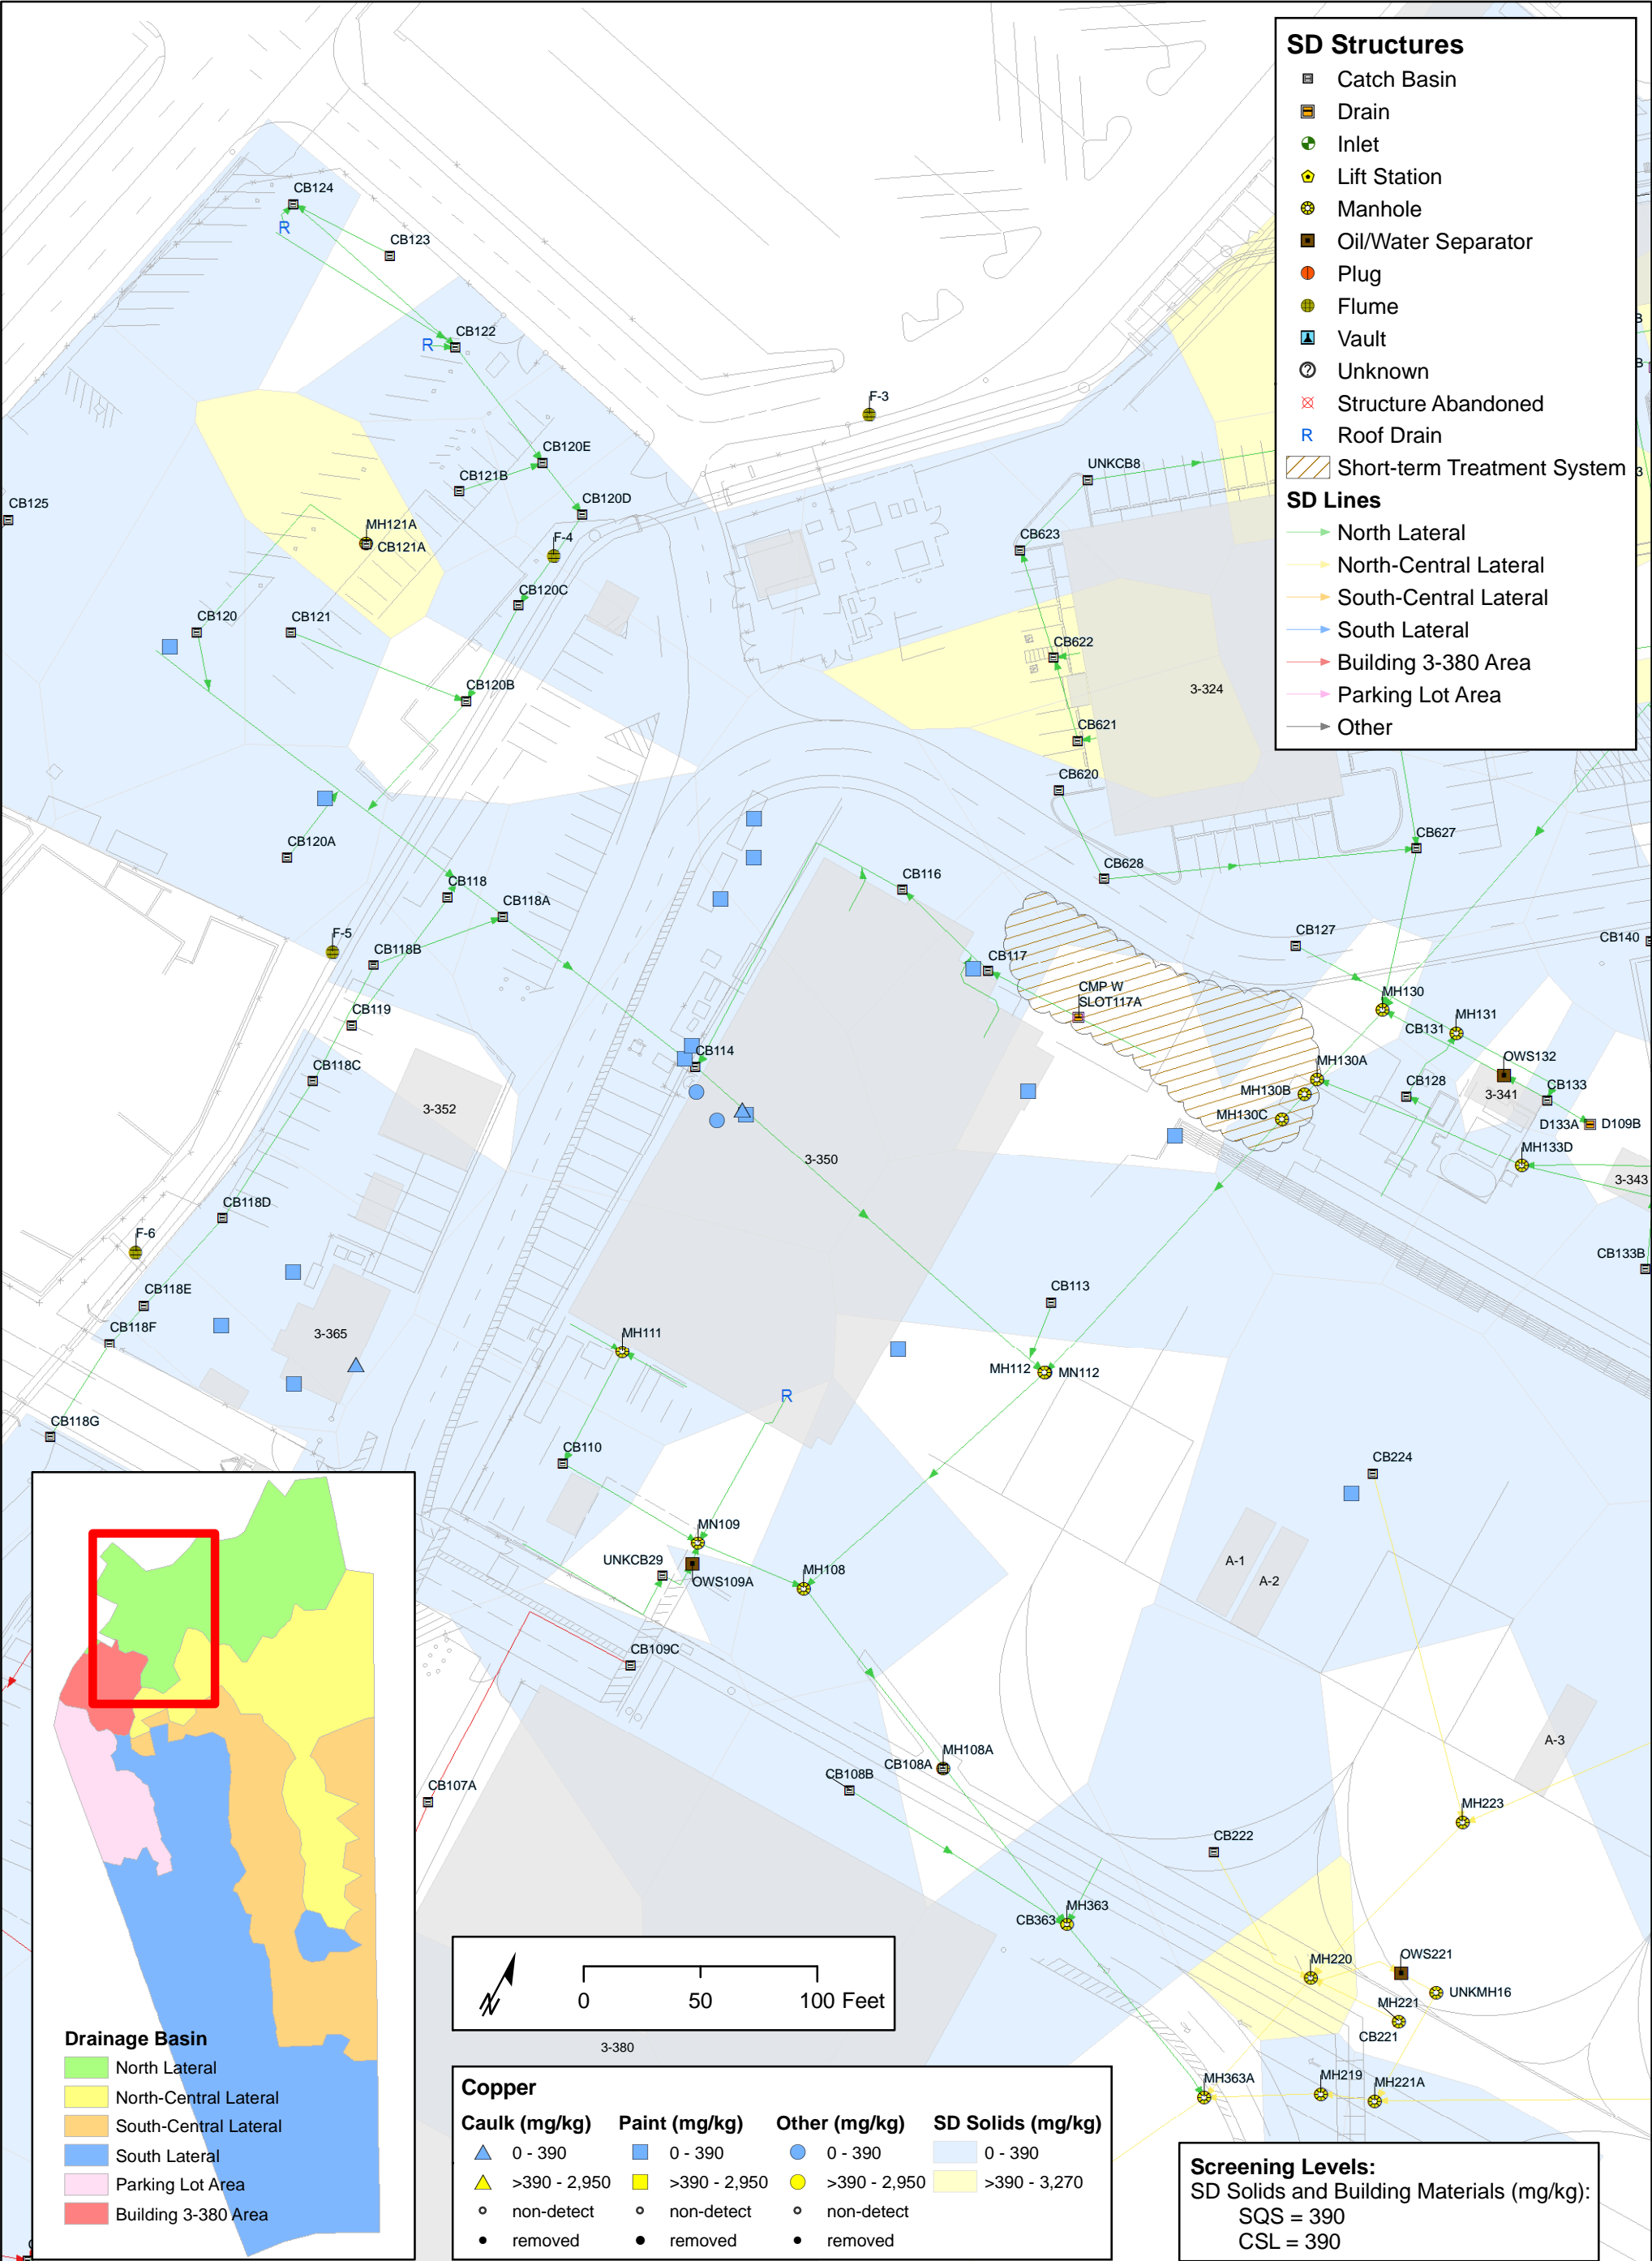 SD Structures
Catch Basin
Drain
Inlet
Lift Station
Manhole
Oil/Water Separator
Plug
Flume
Vault
Unknown
Structure Abandoned
R Roof Drain
Short-term Treatment System
SD Lines
North Lateral
North-Central Lateral
South-Central Lateral
South Lateral
Building 3-380 Area
Parking Lot Area
Other
CB124
R
CB123
CB122
R
F-3
CB120E
CB121B
UNKCB8
CB125
CB120D
MH121A
CB121A
F-4
CB623
CB120C
CB120
CB121
CB622
CB120B
3-324
CB621
CB620
CB627
CB120A
CB628
CB118
CB116
CB118A
F-5
CB127
CB140
CB118B
CB117
CMP W
SLOT117A
MH130
CB119
MH131
CB131
CB114
OWS132
MH130A
CB118C
CB128
CB133
MH130B
3-341
3-352
MH130C
D133A
D109B
MH133D
3-350
3-343
CB118D
F-6
CB133B
CB118E
CB113
CB118F
3-365
MH111
MH112
MN112
R
CB118G
CB110
CB224
MN109
UNKCB29
OWS109A
MH108
A-1
A-2
CB109C
A-3
MH108A
CB108A
CB108B
CB107A
MH223
CB222
MH363
CB363
MH220
OWS221
UNKMH16
MH221
CB221
3-380
MH363A
MH219
MH221A
Drainage Basin
North Lateral
North-Central Lateral
South-Central Lateral
South Lateral
Parking Lot Area
Building 3-380 Area
N
0 50 100 Feet
Copper
Caulk (mg/kg) Paint (mg/kg) Other (mg/kg) SD Solids (mg/kg)
0 - 390 0 - 390 0 - 390 0 - 390
>390 - 2,950 >390 - 2,950 >390 - 2,950 >390 - 3,270
non-detect non-detect non-detect
removed removed removed
Screening Levels:
SD Solids and Building Materials (mg/kg):
SQS = 390
CSL = 390